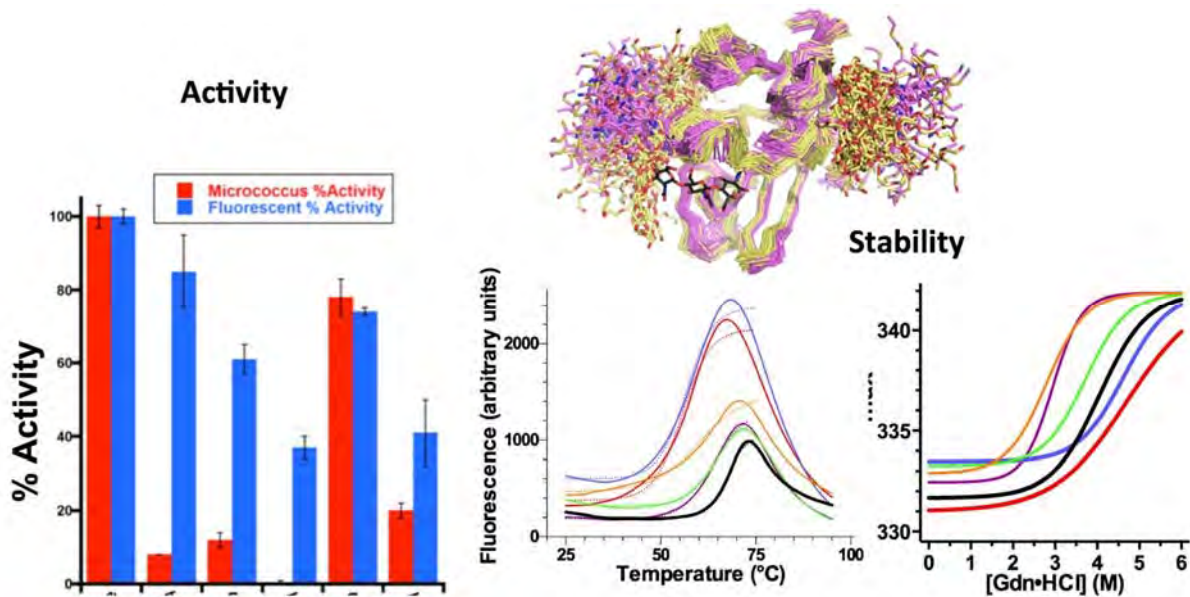 Activity
Micrococcus %Activity
Fluorescent % Activity
% Activity
100
80
60
40
20
0
Stability
Fluorescence (arbitrary units)
2000
1000
0
25
50
75
100
Temperature (°C)
340
335
330
0
1
2
3
4
5
6
[Gdn•HCl] (M)